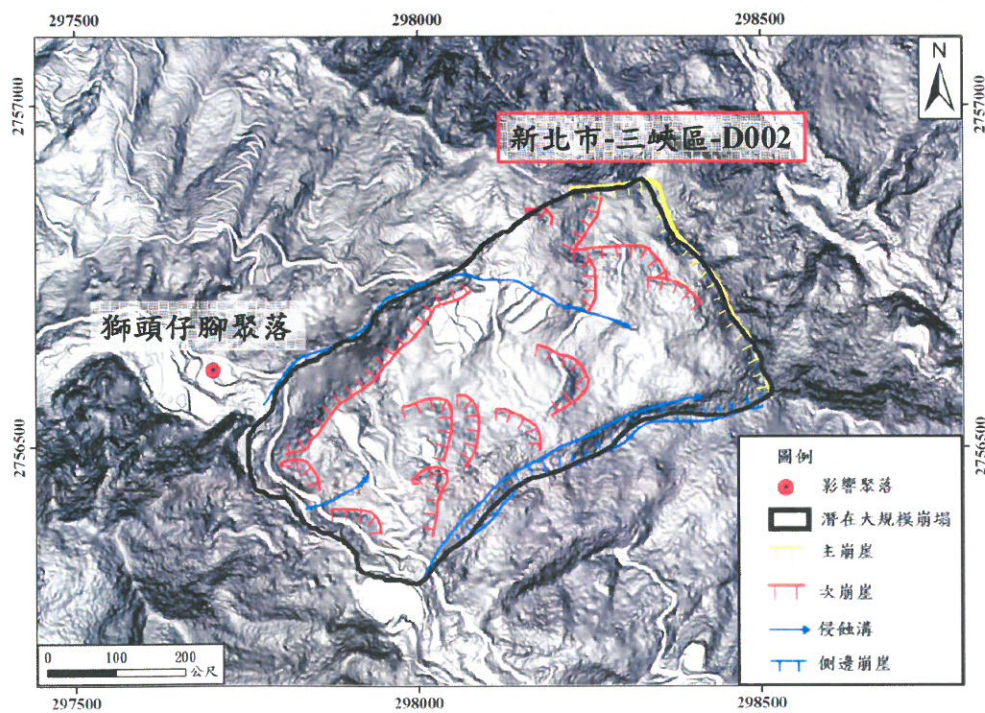 297500
298000
298500
N
2757000
2757000
新北市-三峽區-D002
獅頭仔腳聚落
2756500
2756500
圖例
影響聚落
潛在大規模崩塌
主崩崖
次崩崖
侵蝕溝
側邊崩崖
0 100 200
公尺
297500
298000
298500